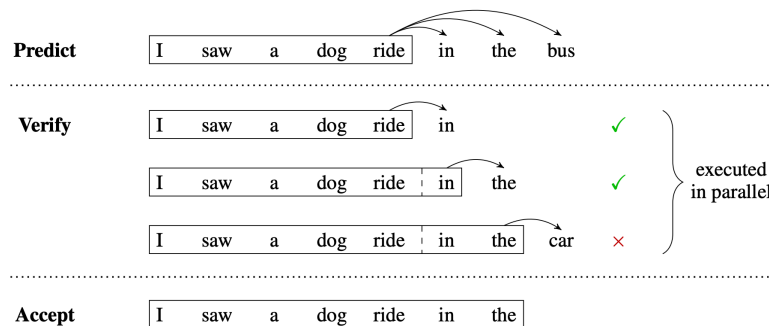 Predict I saw a dog ride in the bus
Verify I saw a dog ride in ✓
I saw a dog ride in the ✓
I saw a dog ride in the car ×
executed
in parallel
Accept I saw a dog ride in the